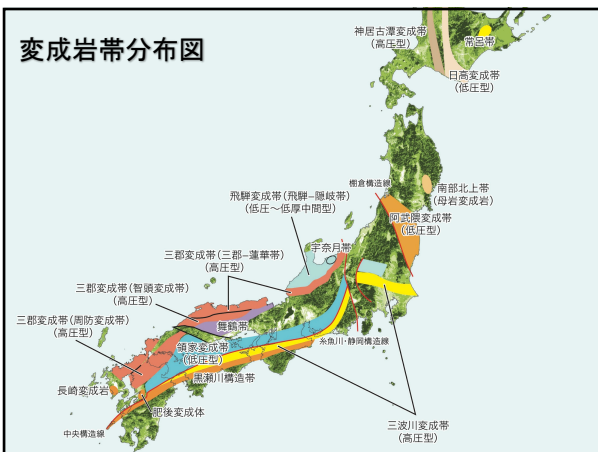 変成岩帯分布図
神居古潭変成帯
(高圧型)
常呂帯
日高変成帯
(低圧型)
棚倉構造線
南部北上帯
(母岩変成岩)
飛騨変成帯(飛騨–隠岐帯)
(低圧〜低厚中間型)
阿武隈変成帯
(低圧型)
宇奈月帯
三郡変成帯(三郡–蓮華帯)
(高圧型)
三郡変成帯(智頭変成帯)
(高圧型)
三郡変成帯(周防変成帯)
(高圧型)
舞鶴帯
糸魚川・静岡構造線
領家変成帯
(低圧型)
黒瀬川構造帯
長崎変成岩
肥後変成体
三波川変成帯
(高圧型)
中央構造線